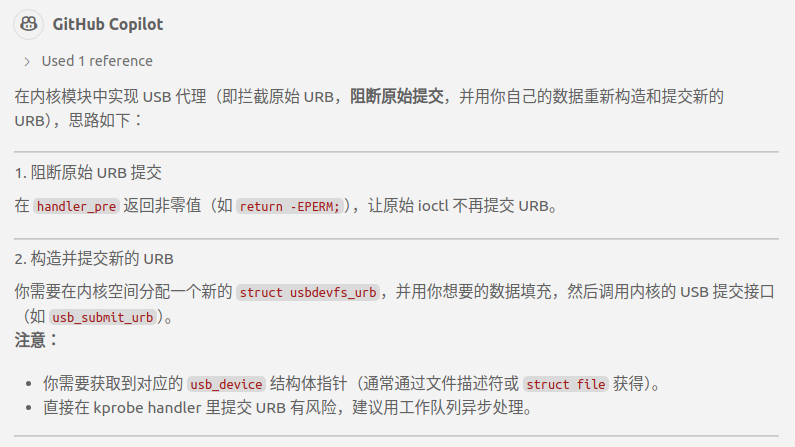 GitHub Copilot
Used 1 reference
在内核模块中实现 USB 代理（即拦截原始 URB，阻断原始提交，并用你自己的数据重新构造和提交新的
URB），思路如下：
1. 阻断原始 URB 提交
在 handler_pre 返回非零值（如 return -EPERM;），让原始 ioctl 不再提交 URB。
2. 构造并提交新的 URB
你需要在内核空间分配一个新的 struct usbdevfs_urb，并用你想要的数据填充，然后调用内核的 USB 提交接口
（如 usb_submit_urb）。
注意：
• 你需要获取到对应的 usb_device 结构体指针（通常通过文件描述符或 struct file 获得）。
• 直接在 kprobe handler 里提交 URB 有风险，建议用工作队列异步处理。